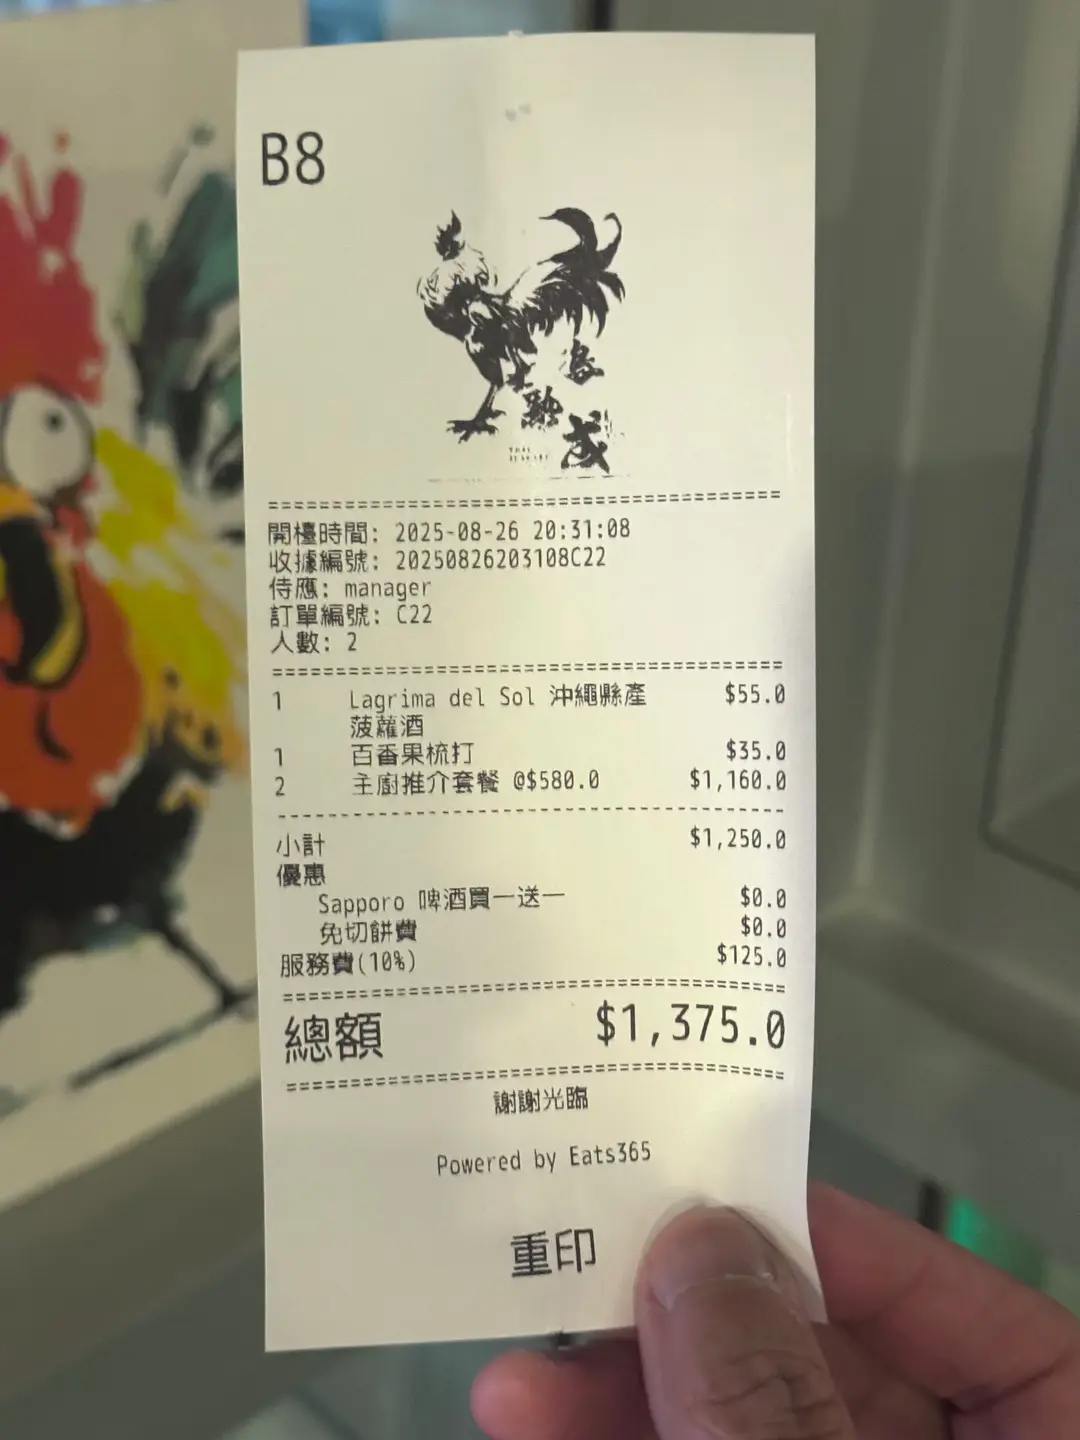 B8
開檯時間: 2025-08-26 20:31:08
收據編號: 20250826203108C22
侍應: manager
訂單編號: C22
人數: 2
1 Lagrima del Sol 沖繩縣產 $55.0
菠蘿酒
1 百香果梳打 $35.0
2 主廚推介套餐 @$580.0 $1,160.0
小計 $1,250.0
優惠
Sapporo 啤酒買一送一 $0.0
免切餅費 $0.0
服務費(10%) $125.0
總額 $1,375.0
謝謝光臨
Powered by Eats365
重印